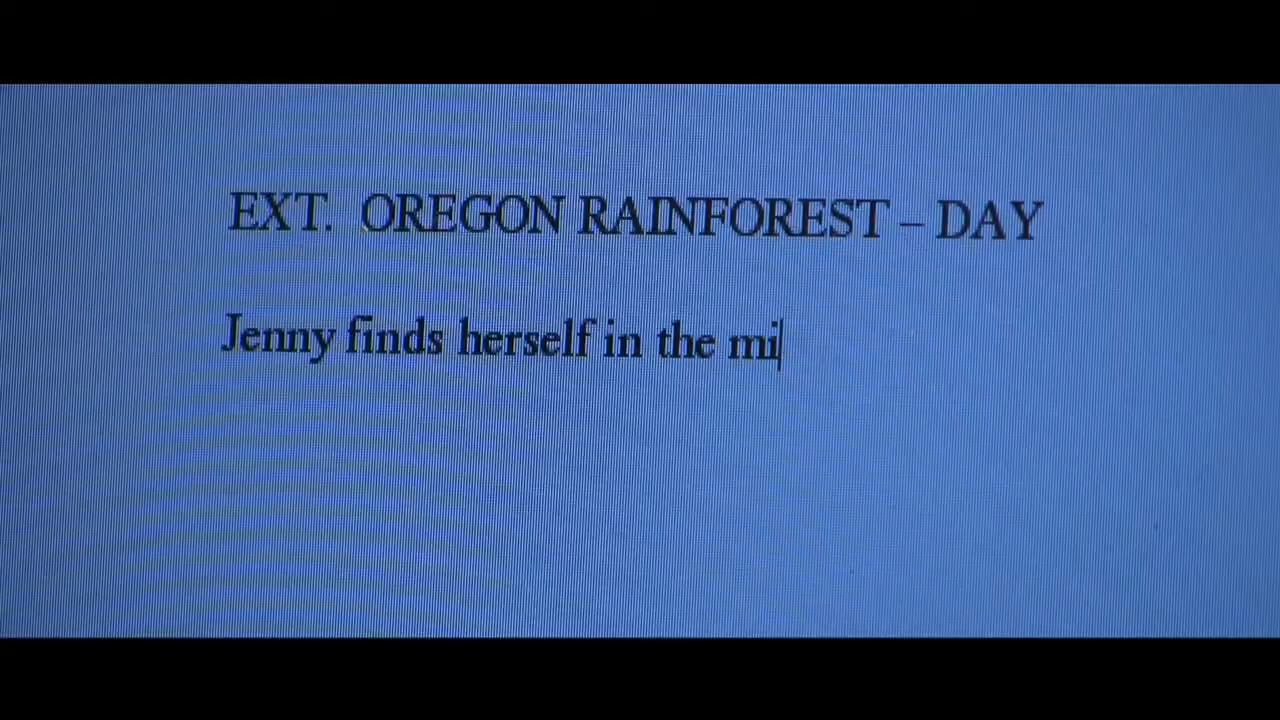 EXT.  OREGON RAINFOREST – DAY
Jenny finds herself in the mi